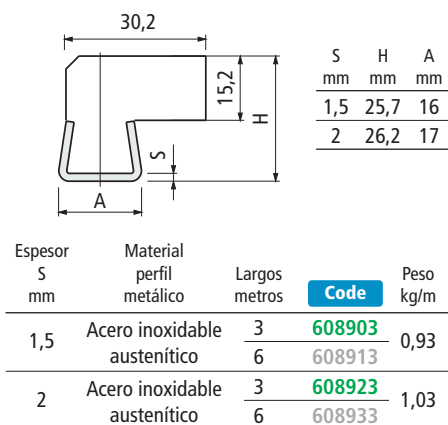 30,2
15,2
H
S
A
S H A
mm mm mm
1,5 25,7 16
2 26,2 17
Espesor
S
mm
Material
perfil
metálico
Largos
metros
Code
Peso
kg/m
1,5
Acero inoxidable
austenítico
3 608903
6 608913
0,93
2
Acero inoxidable
austenítico
3 608923
6 608933
1,03